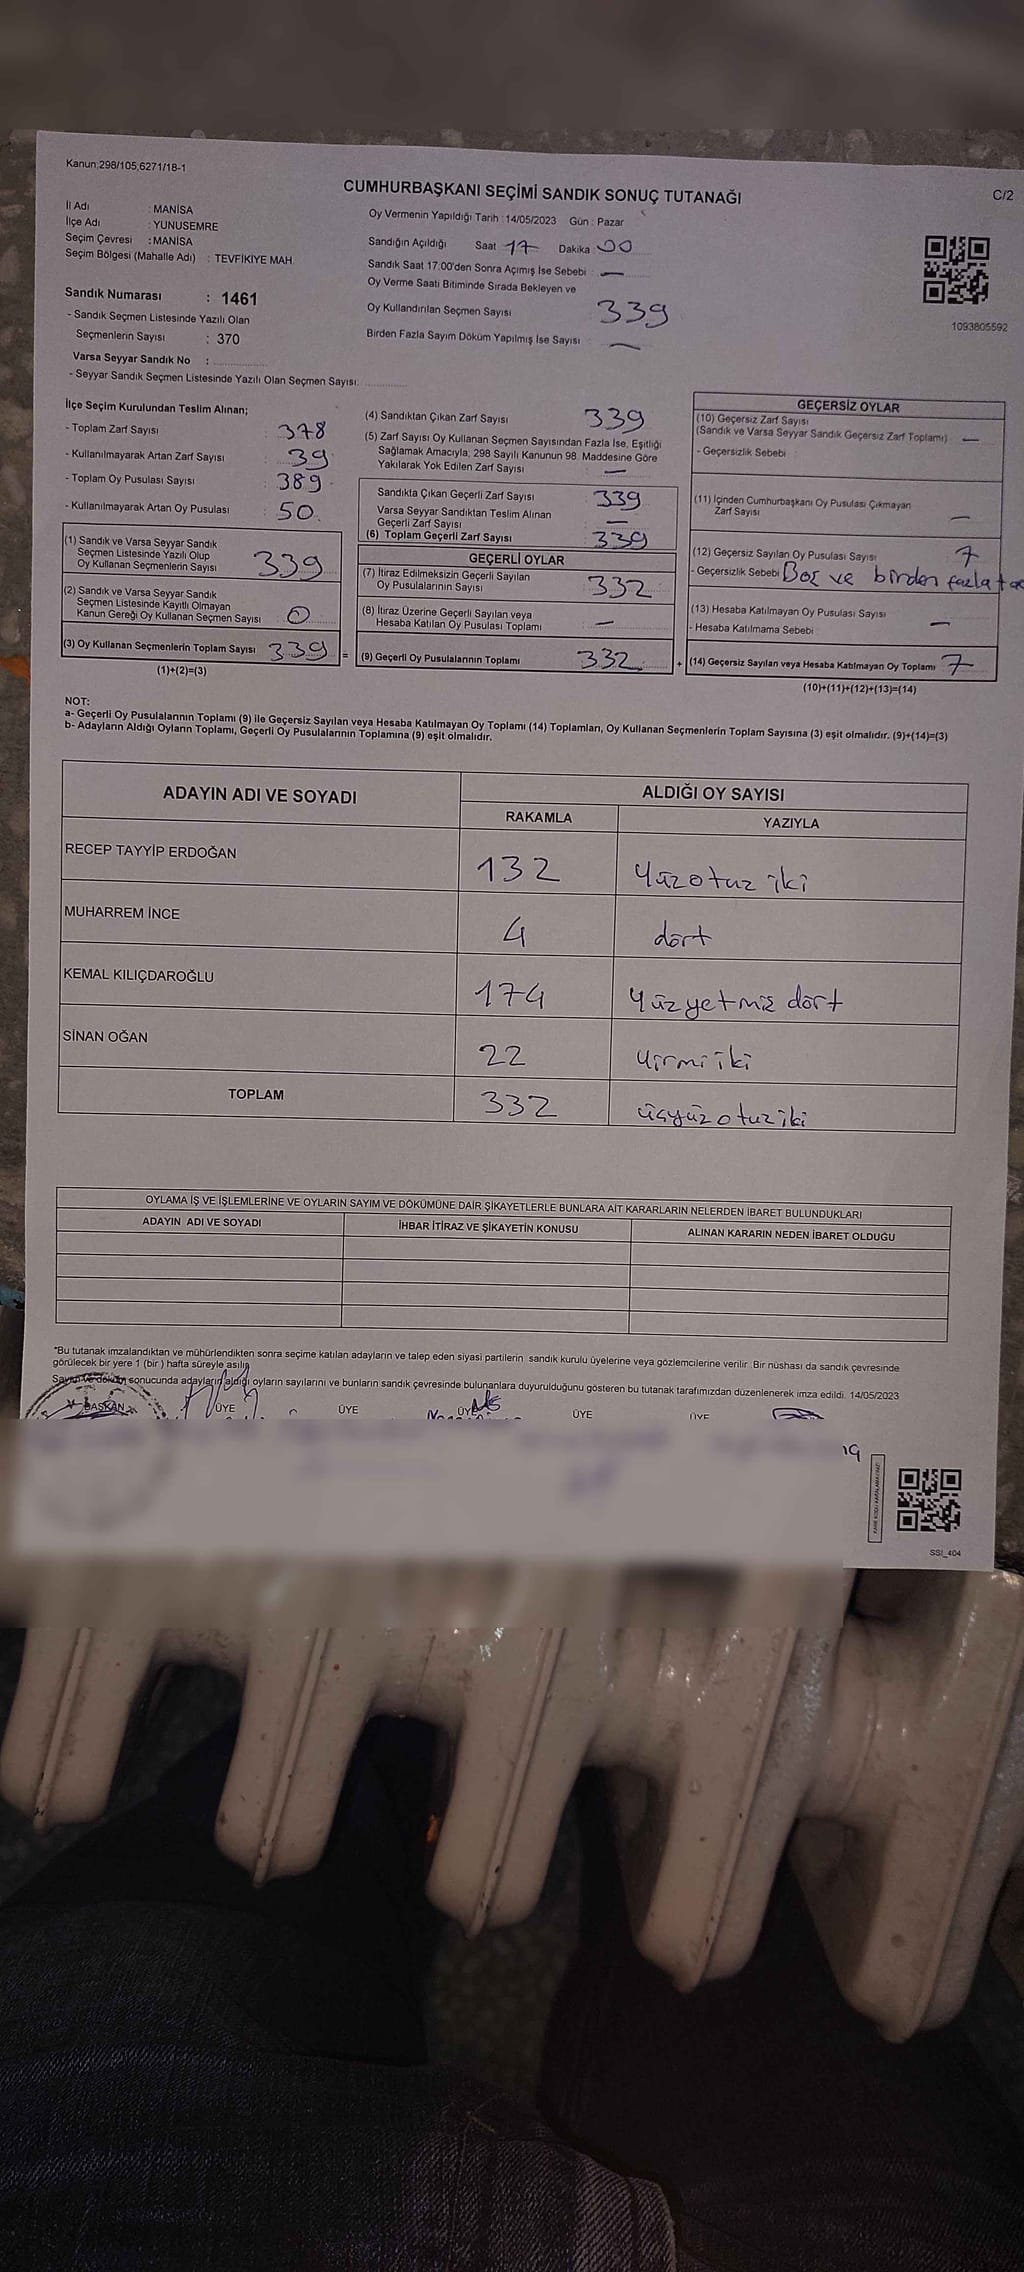 Kanun;298/105;6271/18-1
C/2
CUMHURBAŞKANI SEÇİMİ SANDIK SONUÇ TUTANAĞI
İl Adı : MANİSA
İlçe Adı : YUNUSEMRE
Seçim Çevresi : MANİSA
Seçim Bölgesi (Mahalle Adı) : TEVFİKİYE MAH.
Oy Vermenin Yapıldığı Tarih : 14/05/2023 Gün : Pazar
Sandığın Açıldığı Saat 17 Dakika 00
Sandık Saat 17.00'den Sonra Açımış İse Sebebi : —
Oy Verme Saati Bitiminde Sırada Bekleyen ve
Oy Kullandırılan Seçmen Sayısı 339
Birden Fazla Sayım Döküm Yapılmış İse Sayısı : —
1093805592
Sandık Numarası : 1461
- Sandık Seçmen Listesinde Yazılı Olan
Seçmenlerin Sayısı : 370
Varsa Seyyar Sandık No :
- Seyyar Sandık Seçmen Listesinde Yazılı Olan Seçmen Sayısı:
İlçe Seçim Kurulundan Teslim Alınan;
- Toplam Zarf Sayısı : 378
- Kullanılmayarak Artan Zarf Sayısı : 39
- Toplam Oy Pusulası Sayısı : 389
- Kullanılmayarak Artan Oy Pusulası : 50
(1) Sandık ve Varsa Seyyar Sandık
Seçmen Listesinde Yazılı Olup
Oy Kullanan Seçmenlerin Sayısı 339
(2) Sandık ve Varsa Seyyar Sandık
Seçmen Listesinde Kayıtlı Olmayan
Kanun Gereği Oy Kullanan Seçmen Sayısı : 0
(3) Oy Kullanan Seçmenlerin Toplam Sayısı 339
(1)+(2)=(3)
(4) Sandıktan Çıkan Zarf Sayısı 339
(5) Zarf Sayısı Oy Kullanan Seçmen Sayısından Fazla İse, Eşitliği
Sağlamak Amacıyla, 298 Sayılı Kanunun 98. Maddesine Göre
Yakılarak Yok Edilen Zarf Sayısı : —
Sandıkta Çıkan Geçerli Zarf Sayısı 339
Varsa Seyyar Sandıktan Teslim Alınan
Geçerli Zarf Sayısı : —
(6) Toplam Geçerli Zarf Sayısı : 339
GEÇERLİ OYLAR
(7) İtiraz Edilmeksizin Geçerli Sayılan
Oy Pusulalarının Sayısı : 332
(8) İtiraz Üzerine Geçerli Sayılan veya
Hesaba Katılan Oy Pusulası Toplamı : —
= (9) Geçerli Oy Pusulalarının Toplamı 332
GEÇERSİZ OYLAR
(10) Geçersiz Zarf Sayısı
(Sandık ve Varsa Seyyar Sandık Geçersiz Zarf Toplamı) : —
- Geçersizlik Sebebi :
(11) İçinden Cumhurbaşkanı Oy Pusulası Çıkmayan
Zarf Sayısı : —
(12) Geçersiz Sayılan Oy Pusulası Sayısı : 7
- Geçersizlik Sebebi Boş ve birden fazla
(13) Hesaba Katılmayan Oy Pusulası Sayısı : —
- Hesaba Katılmama Sebebi :
+ (14) Geçersiz Sayılan veya Hesaba Katılmayan Oy Toplamı : 7
(10)+(11)+(12)+(13)=(14)
NOT:
a- Geçerli Oy Pusulalarının Toplamı (9) ile Geçersiz Sayılan veya Hesaba Katılmayan Oy Toplamı (14) Toplamları, Oy Kullanan Seçmenlerin Toplam Sayısına (3) eşit olmalıdır. (9)+(14)=(3)
b- Adayların Aldığı Oyların Toplamı, Geçerli Oy Pusulalarının Toplamına (9) eşit olmalıdır.
ADAYIN ADI VE SOYADI
ALDIĞI OY SAYISI
RAKAMLA YAZIYLA
RECEP TAYYİP ERDOĞAN 132 yüzotuz iki
MUHARREM İNCE 4 dört
KEMAL KILIÇDAROĞLU 174 yüzyetmiş dört
SİNAN OĞAN 22 yirmi iki
TOPLAM 332 üçyüz otuz iki
OYLAMA İŞ VE İŞLEMLERİNE VE OYLARIN SAYIM VE DÖKÜMÜNE DAİR ŞİKAYETLERLE BUNLARA AİT KARARLARIN NELERDEN İBARET BULUNDUKLARI
ADAYIN ADI VE SOYADI İHBAR İTİRAZ VE ŞİKAYETİN KONUSU ALINAN KARARIN NEDEN İBARET OLDUĞU
*Bu tutanak imzalandıktan ve mühürlendikten sonra seçime katılan adayların ve talep eden siyasi partilerin sandık kurulu üyelerine veya gözlemcilerine verilir. Bir nüshası da sandık çevresinde
görülecek bir yere 1 (bir) hafta süreyle asılır.
Sayım ve döküm sonucunda adayların aldığı oyların sayılarını ve bunların sandık çevresinde bulunanlara duyurulduğunu gösteren bu tutanak tarafımızdan düzenlenerek imza edildi. 14/05/2023
BAŞKAN ÜYE ÜYE ÜYE ÜYE ÜYE
SSİ_404